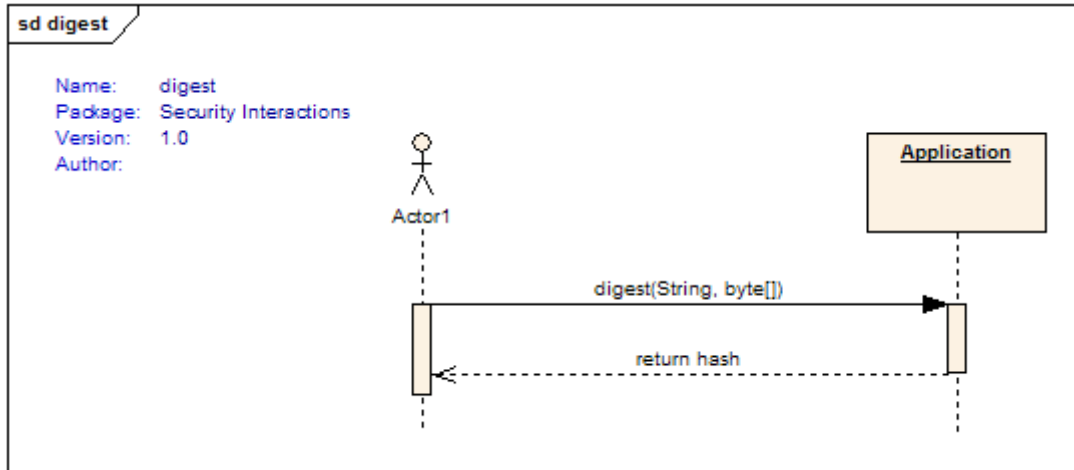 sd digest
Name: digest
Package: Security Interactions
Version: 1.0
Author:
Actor1
Application
digest(String, byte[])
return hash